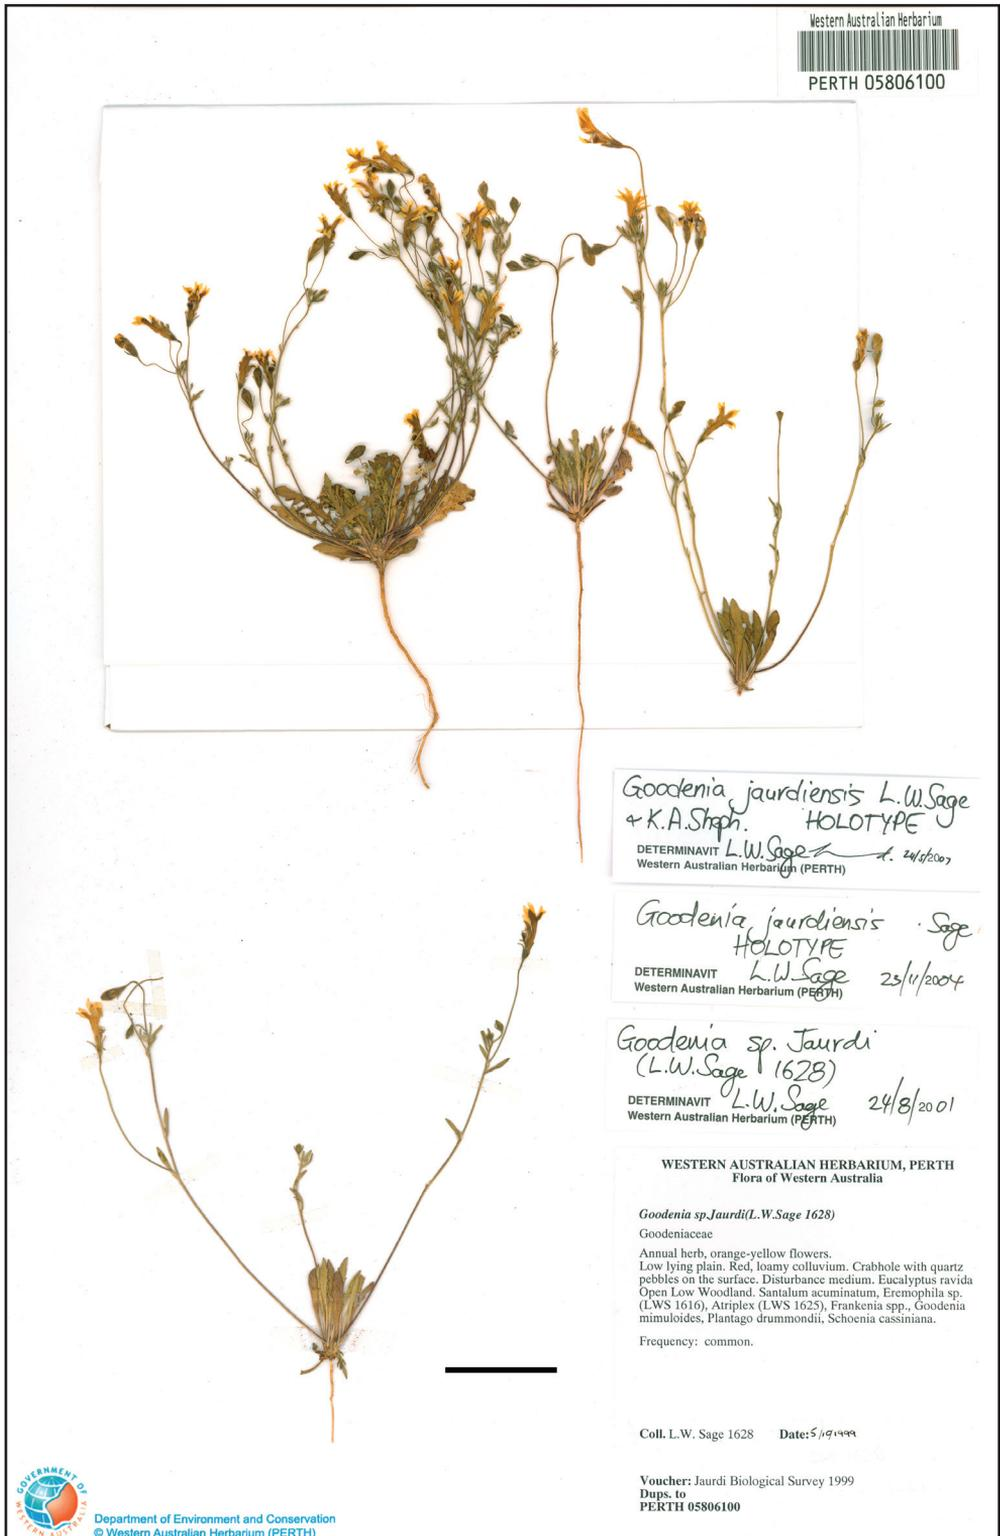 Western Australian Herbarium
PERTH 05806100
Goodenia jaurdiensis L.W.Sage
& K.A.Sheph. HOLOTYPE
DETERMINAVIT L.W.Sage 24/5/2007
Western Australian Herbarium (PERTH)
Goodenia jaurdiensis Sage
HOLOTYPE
DETERMINAVIT L.W.Sage 23/11/2004
Western Australian Herbarium (PERTH)
Goodenia sp. Jaurdi
(L.W.Sage 1628)
DETERMINAVIT L.W.Sage 24/8/2001
Western Australian Herbarium (PERTH)
WESTERN AUSTRALIAN HERBARIUM, PERTH
Flora of Western Australia
Goodenia sp.Jaurdi(L.W.Sage 1628)
Goodeniaceae
Annual herb, orange-yellow flowers.
Low lying plain. Red, loamy colluvium. Crabhole with quartz
pebbles on the surface. Disturbance medium. Eucalyptus ravida
Open Low Woodland. Santalum acuminatum, Eremophila sp.
(LWS 1616), Atriplex (LWS 1625), Frankenia spp., Goodenia
mimuloides, Plantago drummondii, Schoenia cassiniana.
Frequency: common.
Coll. L.W. Sage 1628 Date:
Voucher: Jaurdi Biological Survey 1999
Dups. to
PERTH 05806100
GOVERNMENT OF
WESTERN AUSTRALIA
Department of Environment and Conservation
© Western Australian Herbarium (PERTH)